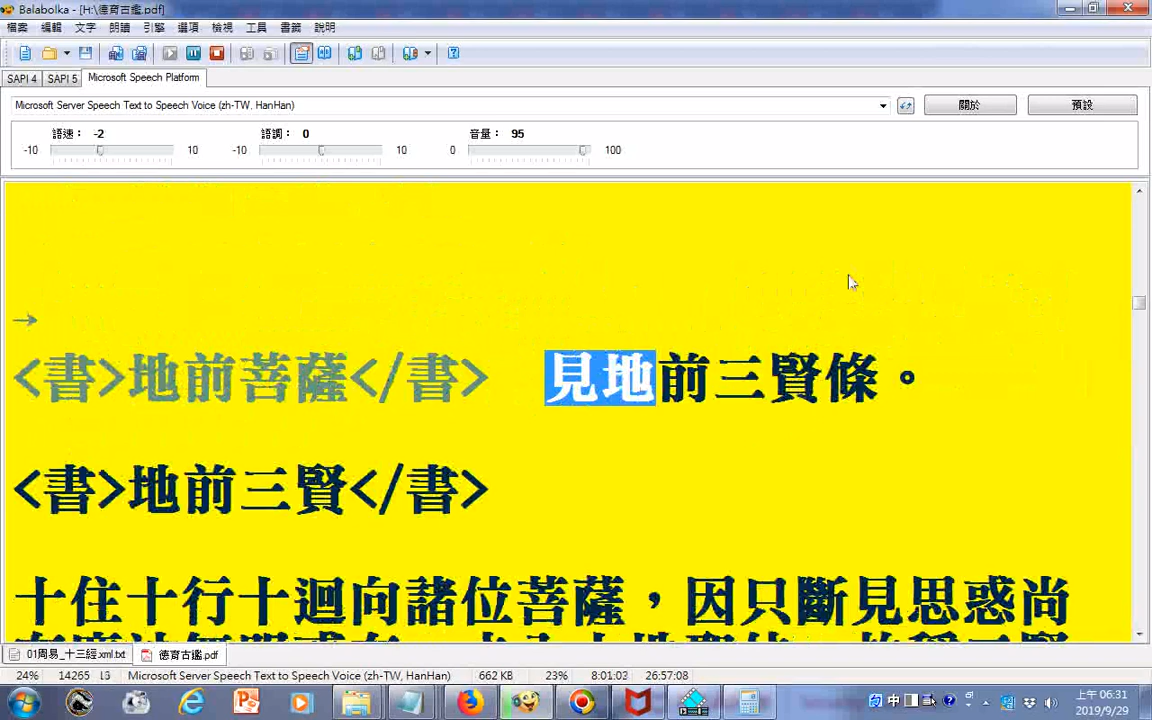 Balabolka - [H:\德育古鑑.pdf]
檔案 編輯 文字 朗讀 引擎 選項 檢視 工具 書籤 說明
SAPI 4 SAPI 5 Microsoft Speech Platform
Microsoft Server Speech Text to Speech Voice (zh-TW, HanHan) 關於 預設
語速： -2 語調： 0 音量： 95
-10 10 -10 10 0 100
→
<書>地前菩薩</書> 見地前三賢條。
<書>地前三賢</書>
十住十行十迴向諸位菩薩，因只斷見思惑尚
01周易_十三經.xml.txt 德育古鑑.pdf
24% 14265 13 Microsoft Server Speech Text to Speech Voice (zh-TW, HanHan) 662 KB 23% 8:01:03 26:57:08
中 上午 06:31
2019/9/29